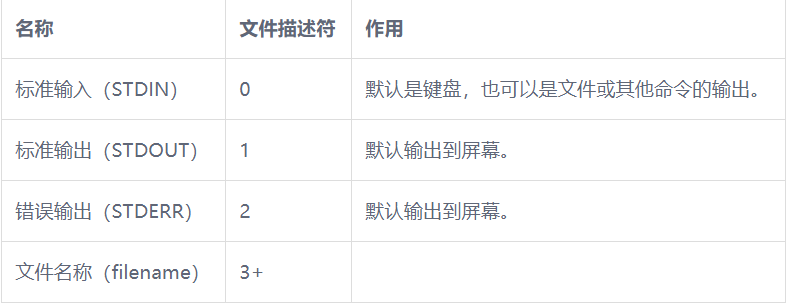 名称 文件描述符 作用
标准输入（STDIN） 0 默认是键盘，也可以是文件或其他命令的输出。
标准输出（STDOUT） 1 默认输出到屏幕。
错误输出（STDERR） 2 默认输出到屏幕。
文件名称（filename） 3+